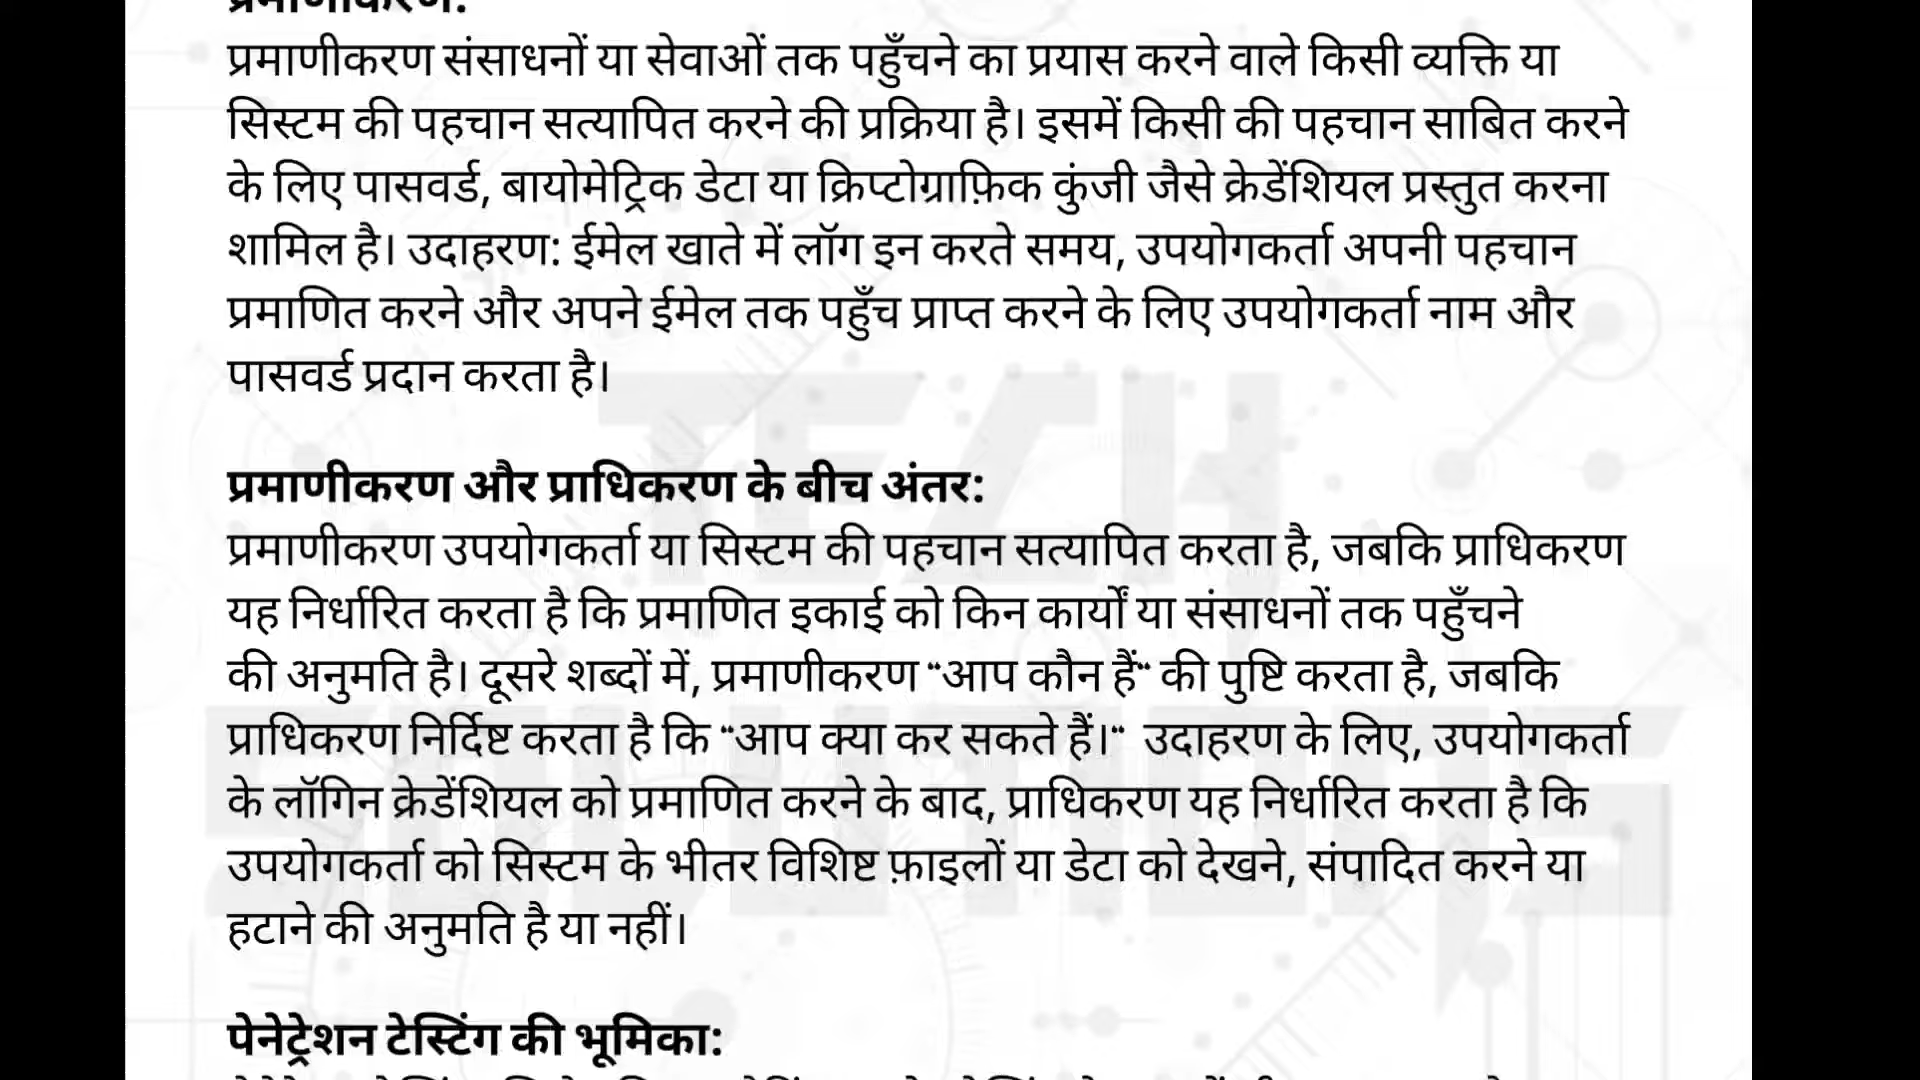 प्रमाणीकरण:
प्रमाणीकरण संसाधनों या सेवाओं तक पहुँचने का प्रयास करने वाले किसी व्यक्ति या
सिस्टम की पहचान सत्यापित करने की प्रक्रिया है। इसमें किसी की पहचान साबित करने
के लिए पासवर्ड, बायोमेट्रिक डेटा या क्रिप्टोग्राफ़िक कुंजी जैसे क्रेडेंशियल प्रस्तुत करना
शामिल है। उदाहरण: ईमेल खाते में लॉग इन करते समय, उपयोगकर्ता अपनी पहचान
प्रमाणित करने और अपने ईमेल तक पहुँच प्राप्त करने के लिए उपयोगकर्ता नाम और
पासवर्ड प्रदान करता है।
TECH
प्रमाणीकरण और प्राधिकरण के बीच अंतर:
प्रमाणीकरण उपयोगकर्ता या सिस्टम की पहचान सत्यापित करता है, जबकि प्राधिकरण
यह निर्धारित करता है कि प्रमाणित इकाई को किन कार्यों या संसाधनों तक पहुँचने
की अनुमति है। दूसरे शब्दों में, प्रमाणीकरण "आप कौन हैं" की पुष्टि करता है, जबकि
SOLUTIONS
प्राधिकरण निर्दिष्ट करता है कि "आप क्या कर सकते हैं।" उदाहरण के लिए, उपयोगकर्ता
के लॉगिन क्रेडेंशियल को प्रमाणित करने के बाद, प्राधिकरण यह निर्धारित करता है कि
उपयोगकर्ता को सिस्टम के भीतर विशिष्ट फ़ाइलों या डेटा को देखने, संपादित करने या
हटाने की अनुमति है या नहीं।
पेनेट्रेशन टेस्टिंग की भूमिका: